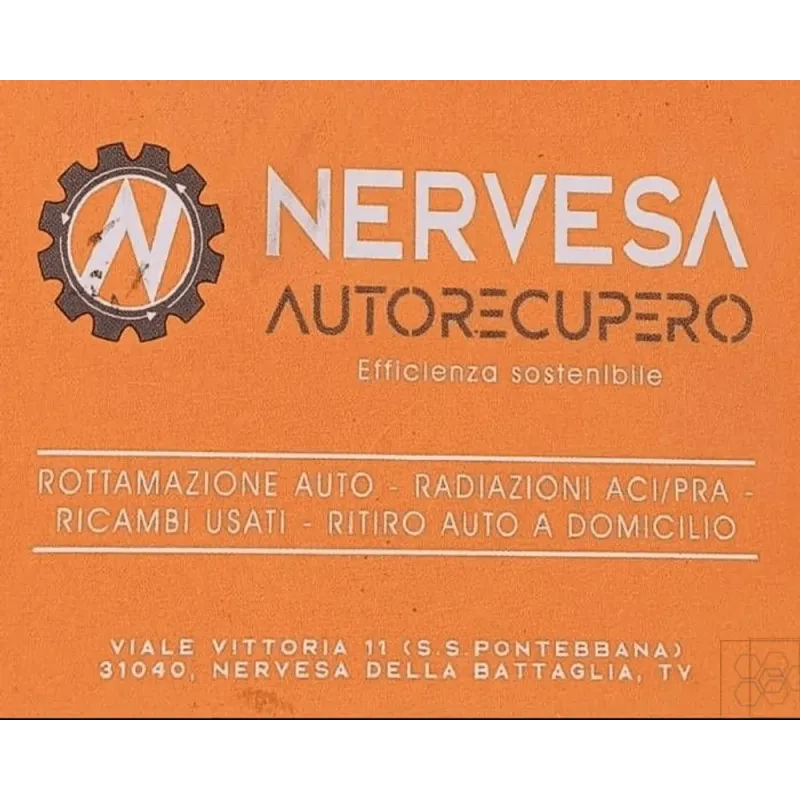 N
NERVESA
AUTORECUPERO
Efficienza sostenibile
ROTTAMAZIONE AUTO - RADIAZIONI ACI/PRA -
RICAMBI USATI - RITIRO AUTO A DOMICILIO
VIALE VITTORIA 11 (S.S.PONTEBBANA)
31040, NERVESA DELLA BATTAGLIA, TV